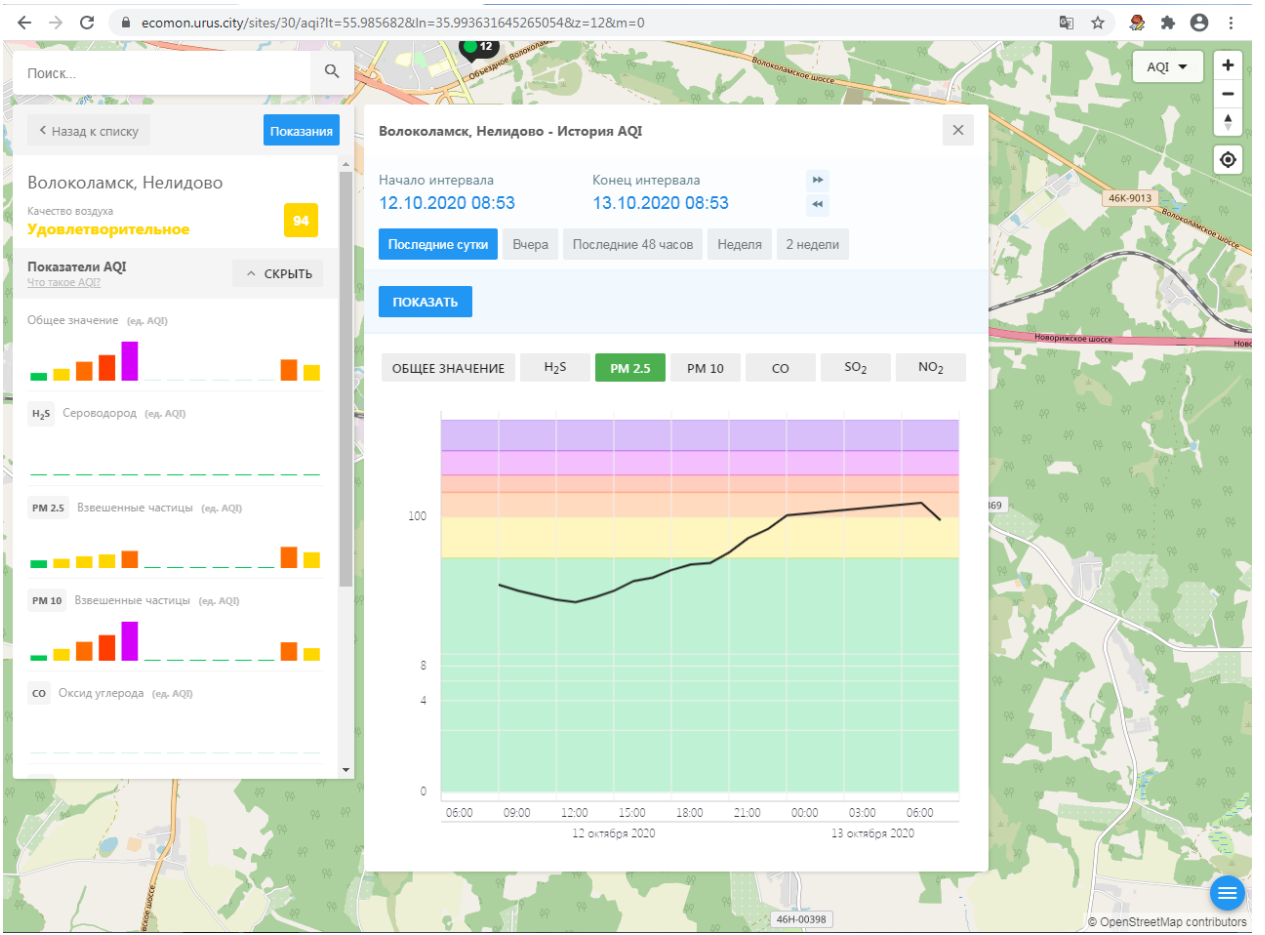 ecomon.urus.city/sites/30/aqi?lt=55.985682&ln=35.993631645265054&z=12&m=0
12
Объездное Волоколам
Волоколамское шоссе
Поиск...
AQI
Назад к списку
Показания
Волоколамск, Нелидово
Качество воздуха
Удовлетворительное
94
Показатели AQI
Что такое AQI?
СКРЫТЬ
Общее значение (ед. AQI)
H₂S Сероводород (ед. AQI)
PM 2.5 Взвешенные частицы (ед. AQI)
PM 10 Взвешенные частицы (ед. AQI)
CO Оксид углерода (ед. AQI)
Волоколамск, Нелидово - История AQI
Начало интервала
12.10.2020 08:53
Конец интервала
13.10.2020 08:53
Последние сутки
Вчера
Последние 48 часов
Неделя
2 недели
ПОКАЗАТЬ
ОБЩЕЕ ЗНАЧЕНИЕ
H₂S
PM 2.5
PM 10
CO
SO₂
NO₂
100
8
4
0
06:00 09:00 12:00 15:00 18:00 21:00 00:00 03:00 06:00
12 октября 2020
13 октября 2020
46К-9013
Волоколамское шоссе
Новорижское шоссе
Ново
369
46Н-00398
© OpenStreetMap contributors